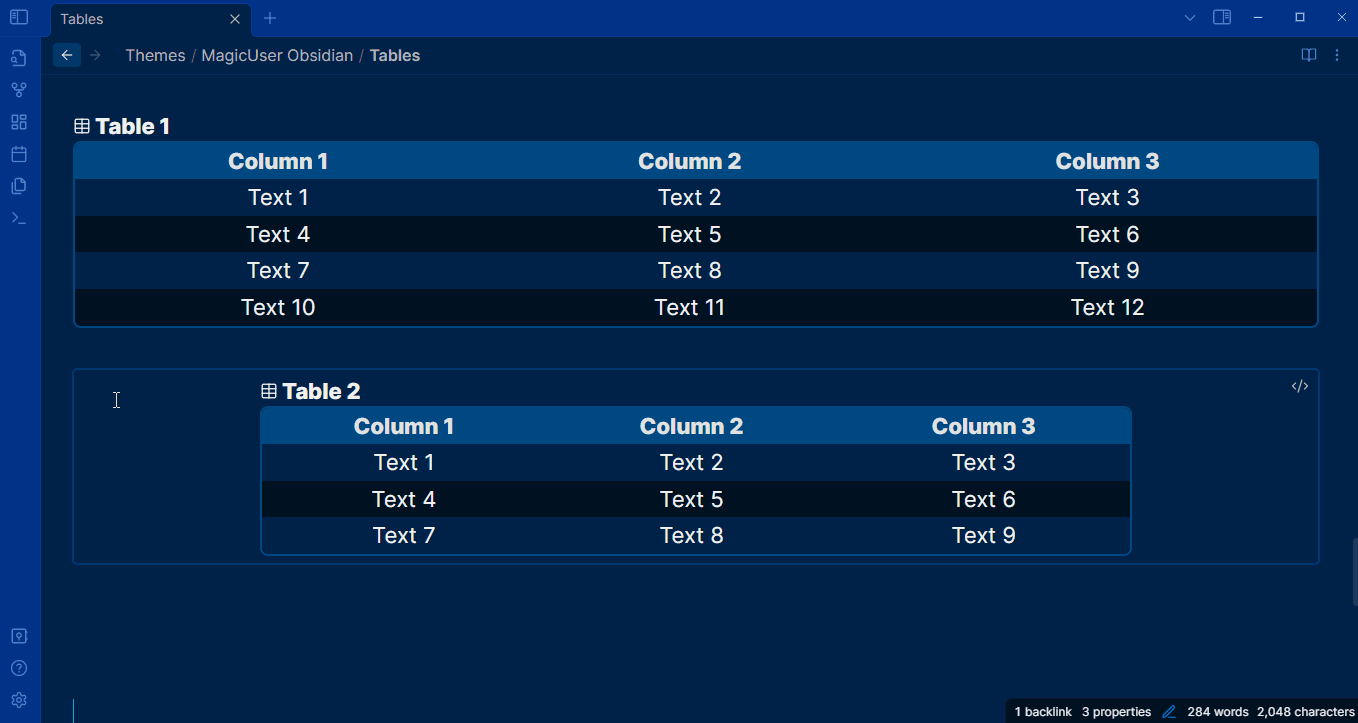 Tables
Themes / MagicUser Obsidian / Tables
Table 1
Column 1 Column 2 Column 3
Text 1 Text 2 Text 3
Text 4 Text 5 Text 6
Text 7 Text 8 Text 9
Text 10 Text 11 Text 12
Table 2
Column 1 Column 2 Column 3
Text 1 Text 2 Text 3
Text 4 Text 5 Text 6
Text 7 Text 8 Text 9
1 backlink 3 properties 284 words 2,048 characters